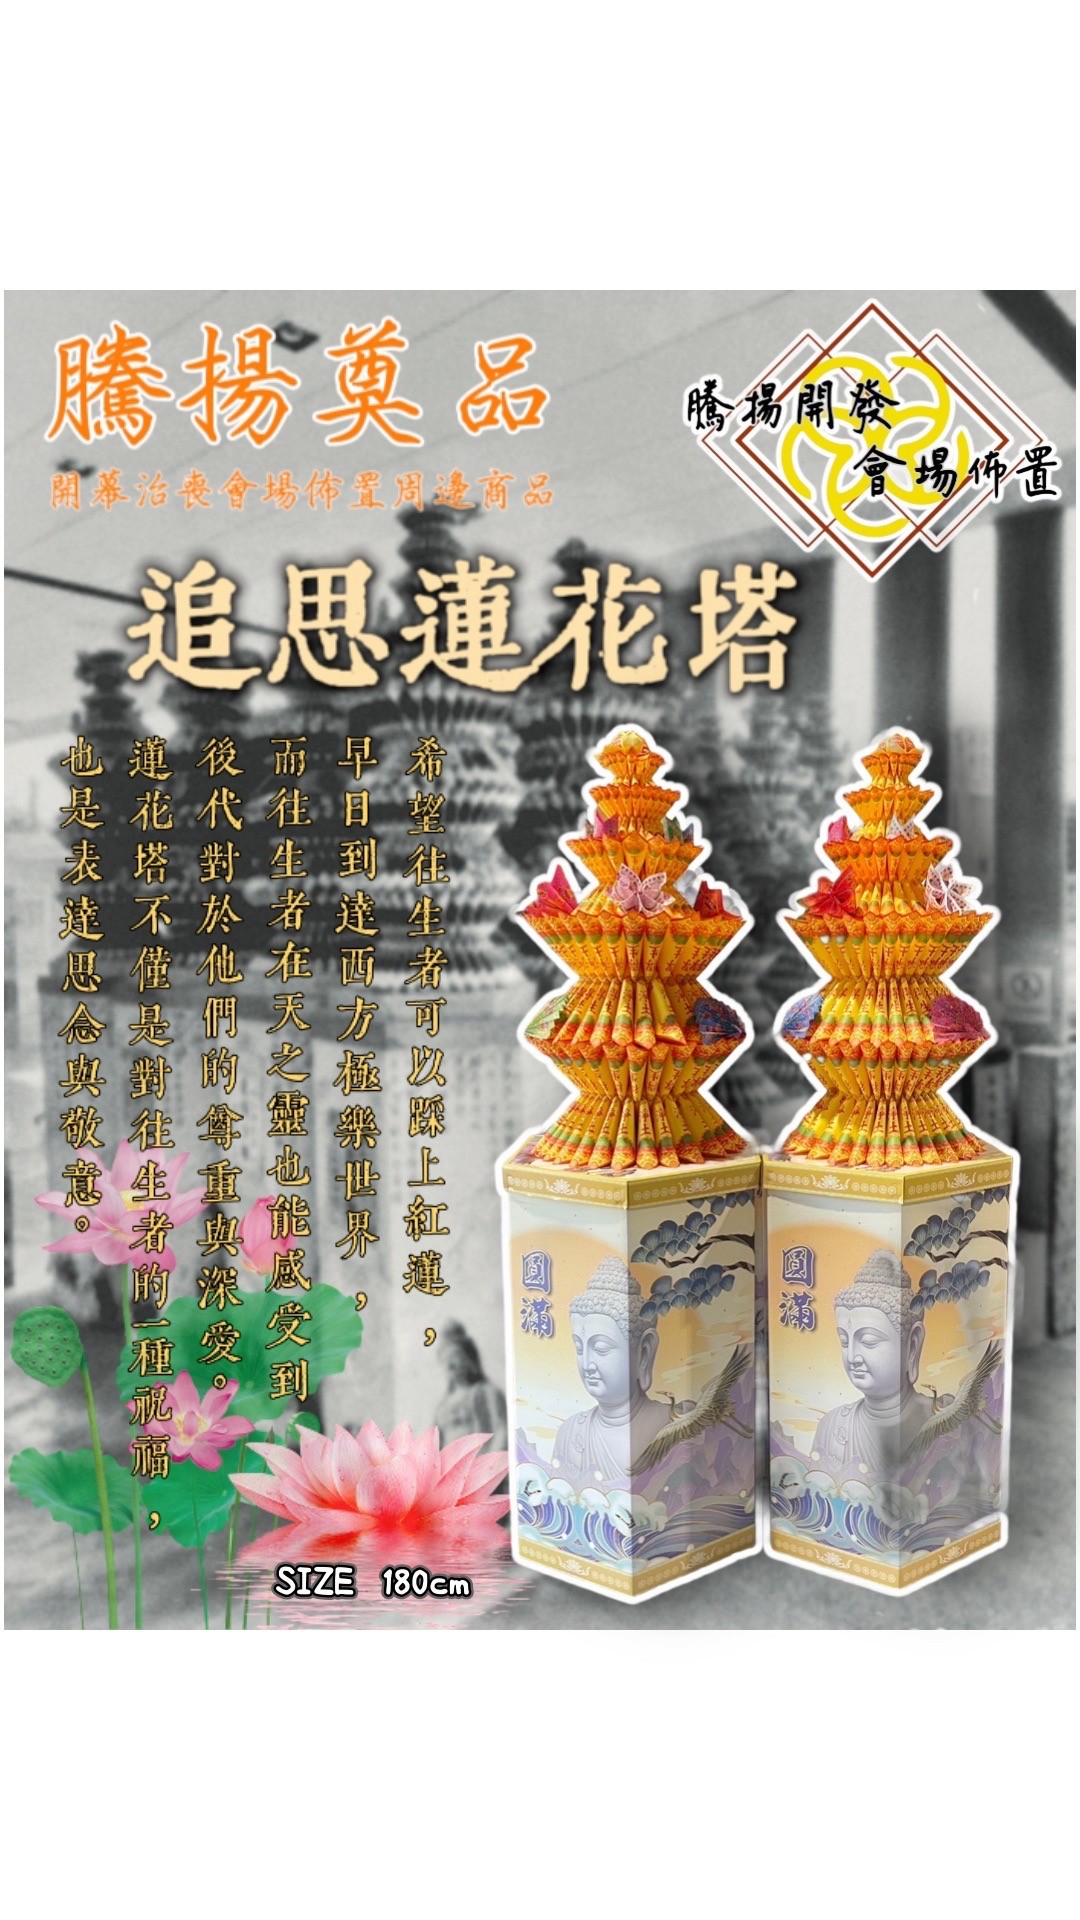 騰揚奠品
開幕治喪會場佈置周邊商品
騰揚開發
會場佈置
追思蓮花塔
希望往生者可以踩上紅蓮，
早日到達西方極樂世界，
而往生者在天之靈也能感受到
後代對於他們的尊重與深愛。
蓮花塔不僅是對往生者的一種祝福，
也是表達思念與敬意。
圓滿
圓滿
SIZE 180cm